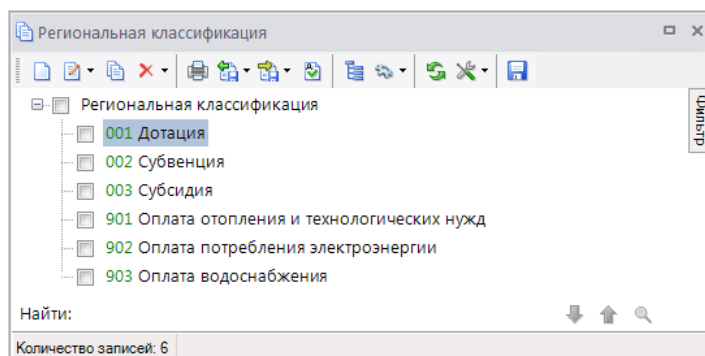 Региональная классификация
Региональная классификация
001 Дотация
002 Субвенция
003 Субсидия
901 Оплата отопления и технологических нужд
902 Оплата потребления электроэнергии
903 Оплата водоснабжения
Фильтр
Найти:
Количество записей: 6